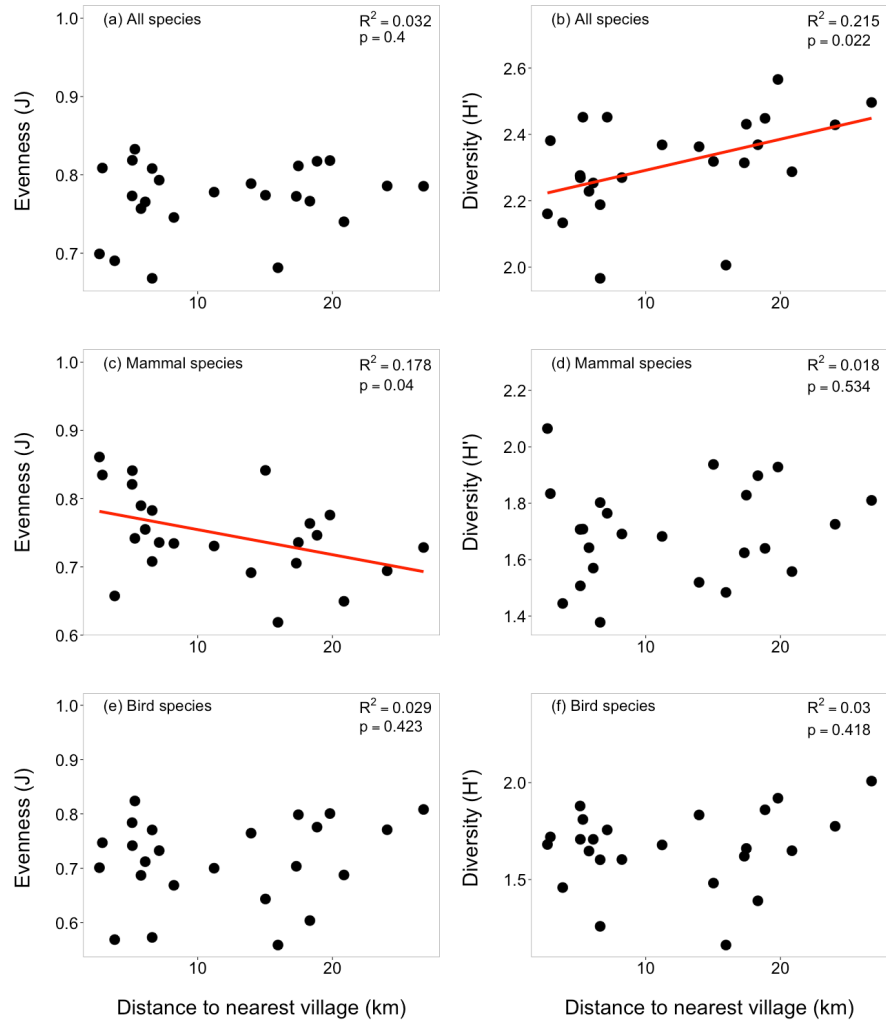 (a) All species
R² = 0.032
p = 0.4
1.0
0.9
0.8
0.7
Evenness (J)
10
20
(b) All species
R² = 0.215
p = 0.022
2.6
2.4
2.2
2.0
Diversity (H')
10
20
(c) Mammal species
R² = 0.178
p = 0.04
1.0
0.9
0.8
0.7
0.6
Evenness (J)
10
20
(d) Mammal species
R² = 0.018
p = 0.534
2.2
2.0
1.8
1.6
1.4
Diversity (H')
10
20
(e) Bird species
R² = 0.029
p = 0.423
1.0
0.9
0.8
0.7
0.6
Evenness (J)
10
20
Distance to nearest village (km)
(f) Bird species
R² = 0.03
p = 0.418
2.0
1.5
Diversity (H')
10
20
Distance to nearest village (km)